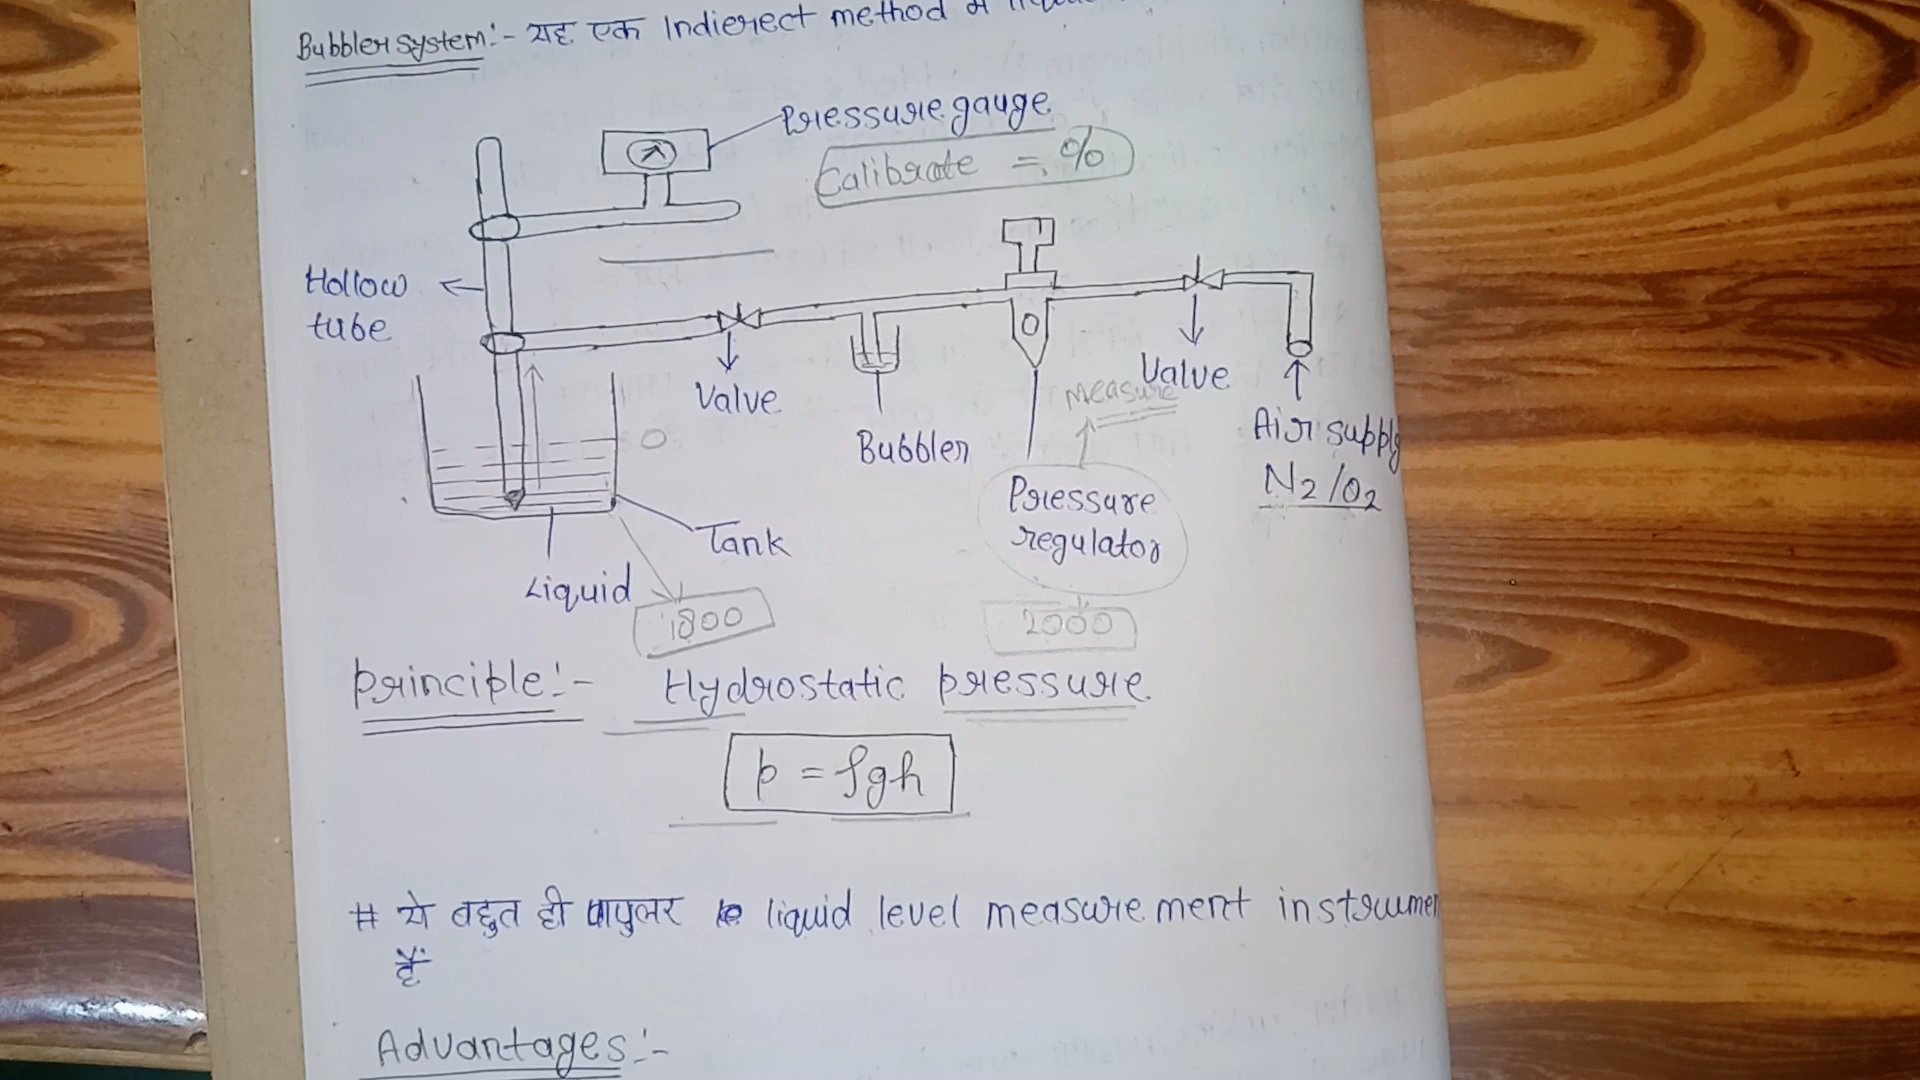 Bubbler system:- यह एक Indirect method
Pressure gauge
Calibrate = %
Hollow
tube
Valve
Bubbler
measure
Valve
Air supply
N2/O2
Pressure
regulator
Tank
Liquid
1800
2000
Principle:- Hydrostatic pressure.
p = ρgh
# ये बहुत ही पापुलर liquid level measurement instrumen
हैं
Advantages:-